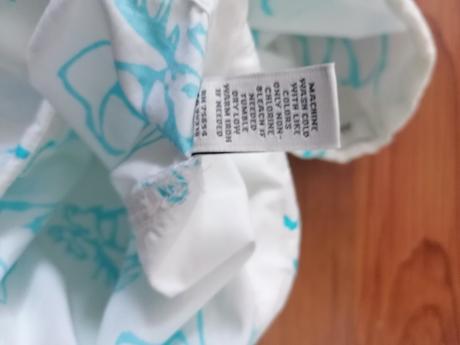 MACHINE
WASH COLD
WITH LIKE
COLORS
ONLY NON-
CHLORINE
BLEACH IF
NEEDED
TUMBLE
DRY LOW
WARM IRON
IF NEEDED